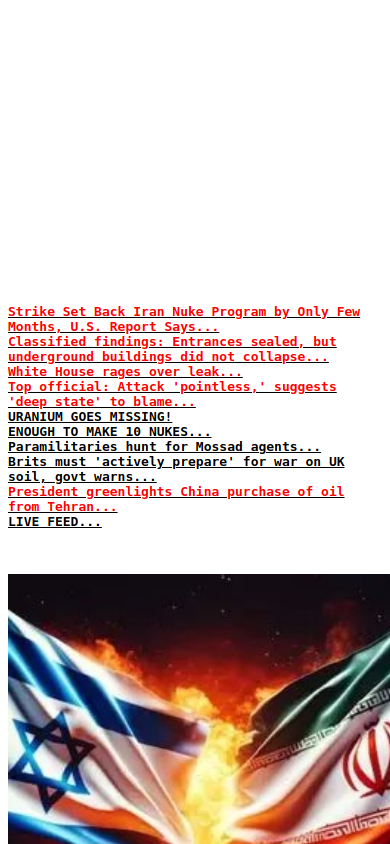 Strike Set Back Iran Nuke Program by Only Few
Months, U.S. Report Says...
Classified findings: Entrances sealed, but
underground buildings did not collapse...
White House rages over leak...
Top official: Attack 'pointless,' suggests
'deep state' to blame...
URANIUM GOES MISSING!
ENOUGH TO MAKE 10 NUKES...
Paramilitaries hunt for Mossad agents...
Brits must 'actively prepare' for war on UK
soil, govt warns...
President greenlights China purchase of oil
from Tehran...
LIVE FEED...